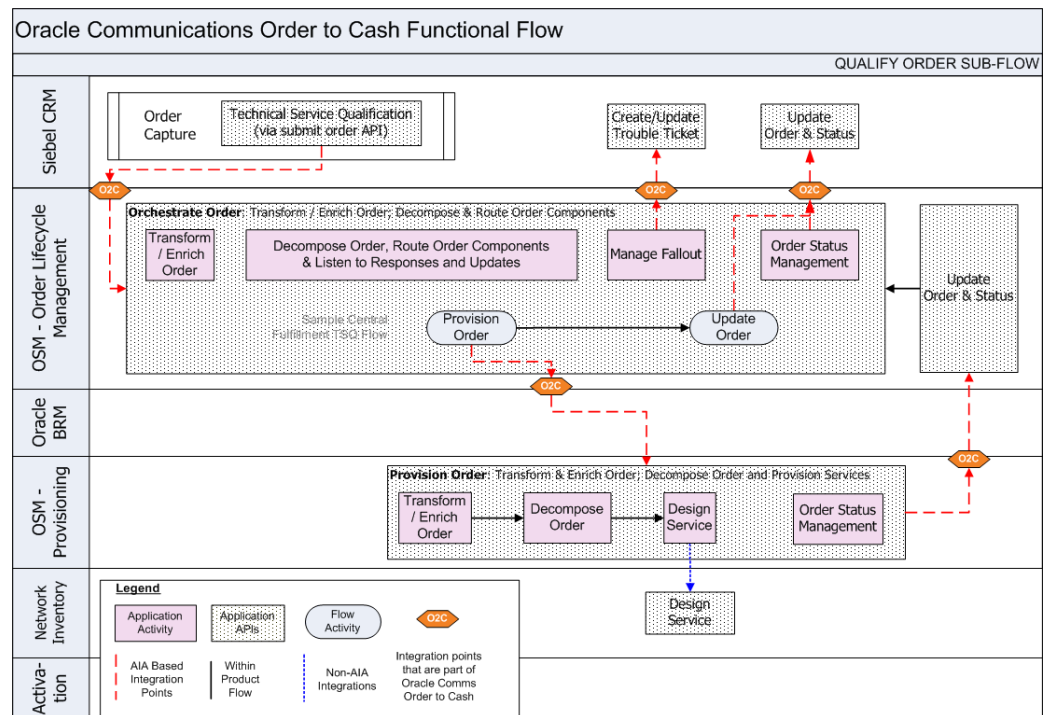 Oracle Communications Order to Cash Functional Flow
QUALIFY ORDER SUB-FLOW
Siebel CRM
Order
Capture
Technical Service Qualification
(via submit order API)
Create/Update
Trouble Ticket
Update
Order & Status
O2C
O2C
O2C
OSM - Order Lifecycle
Management
Orchestrate Order: Transform / Enrich Order; Decompose & Route Order Components
Transform
/ Enrich
Order
Decompose Order, Route Order Components
& Listen to Responses and Updates
Manage Fallout
Order Status
Management
Update
Order & Status
Sample Central
Fulfillment TSQ Flow
Provision
Order
Update
Order
O2C
Oracle
BRM
O2C
OSM -
Provisioning
Provision Order: Transform & Enrich Order; Decompose Order and Provision Services
Transform
/ Enrich
Order
Decompose
Order
Design
Service
Order Status
Management
Network
Inventory
Design
Service
Activa-
tion
Legend
Application
Activity
Application
APIs
Flow
Activity
O2C
AIA Based
Integration
Points
Within
Product
Flow
Non-AIA
Integrations
Integration points
that are part of
Oracle Comms
Order to Cash